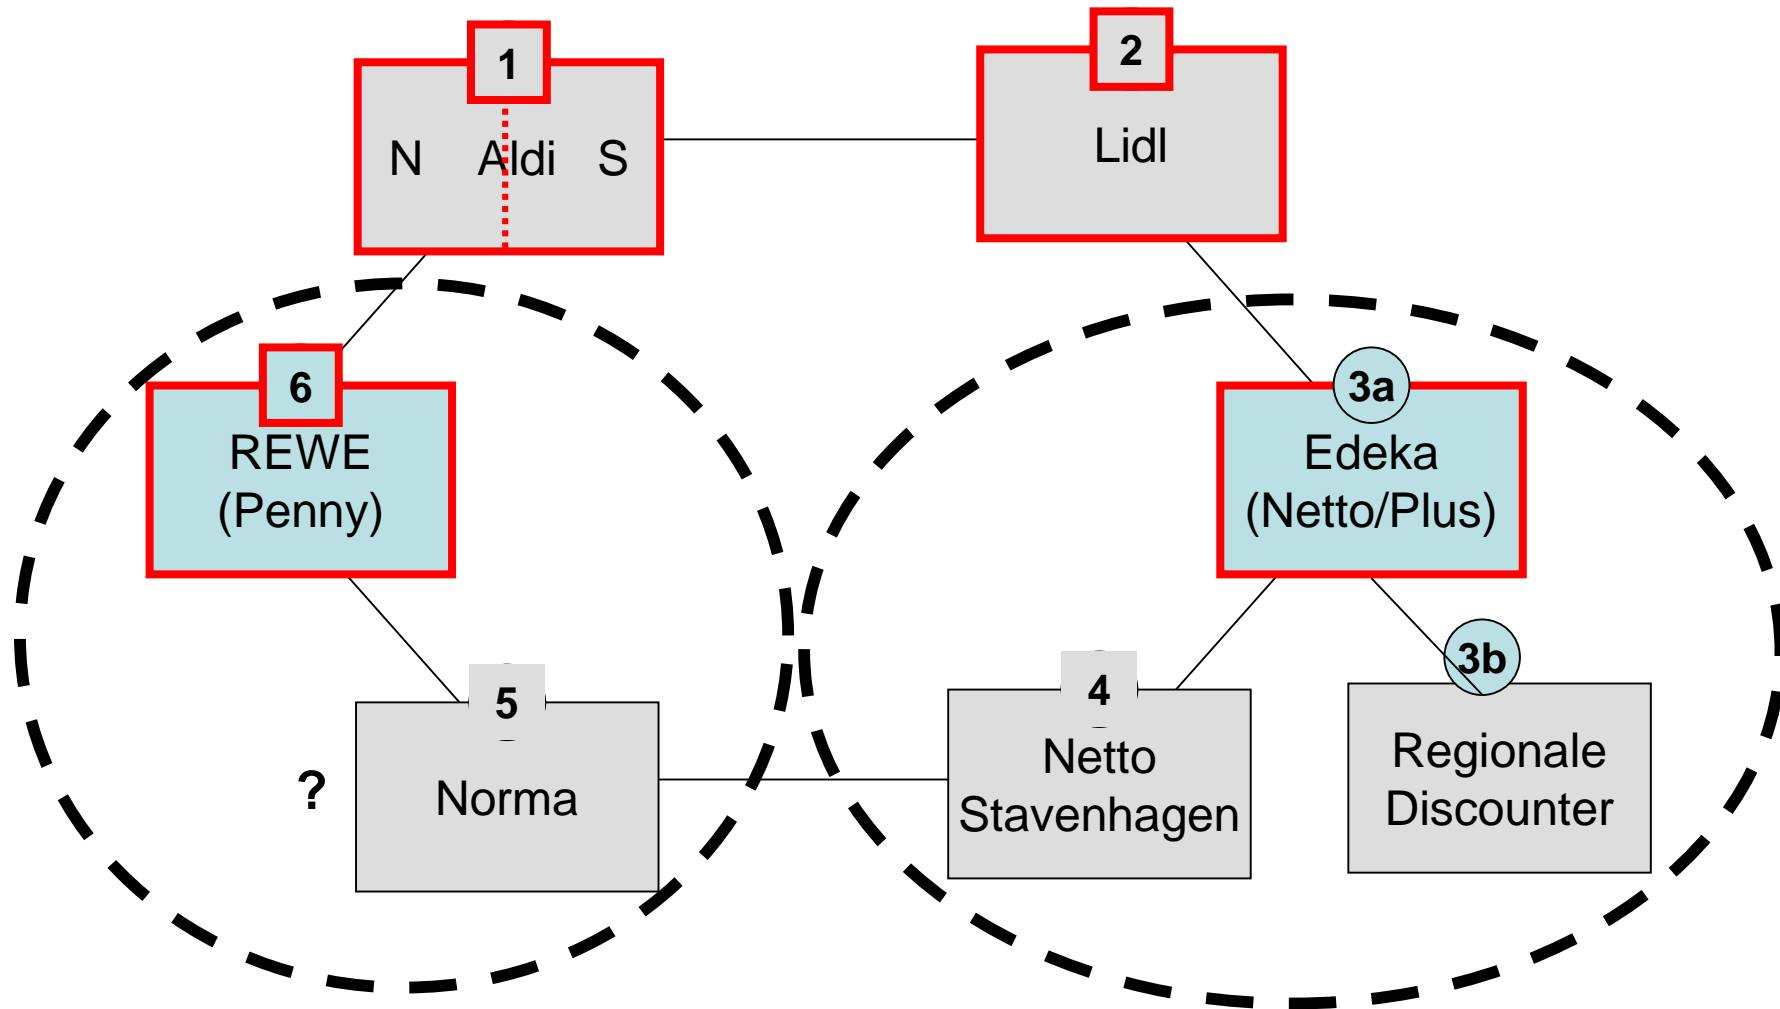 1
N Aldi S
2
Lidl
6
REWE
(Penny)
3a
Edeka
(Netto/Plus)
5
Norma
?
4
Netto
Stavenhagen
3b
Regionale
Discounter